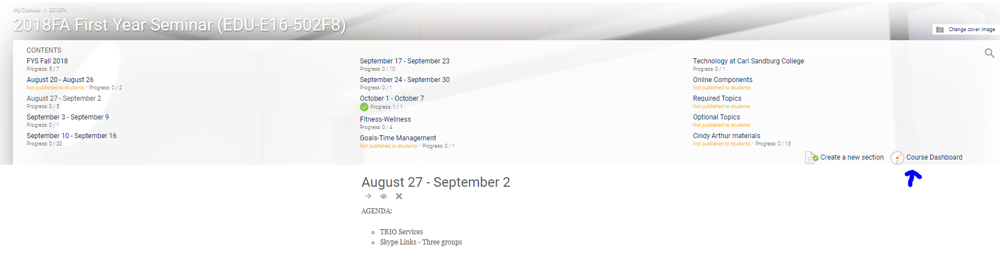 My Courses / 2018FA
2018FA First Year Seminar (EDU-E16-502F8)
Change cover image
CONTENTS
FYS Fall 2018
Progress: 5 / 7
August 20 - August 26
Not published to students · Progress: 0 / 2
August 27 - September 2
Progress: 0 / 5
September 3 - September 9
Progress: 0 / 1
September 10 - September 16
Progress: 0 / 20
September 17 - September 23
Progress: 0 / 10
September 24 - September 30
Progress: 0 / 1
October 1 - October 7
Progress: 1 / 1
Fitness-Wellness
Progress: 0 / 4
Goals-Time Management
Not published to students · Progress: 0 / 1
Technology at Carl Sandburg College
Progress: 0 / 1
Online Components
Not published to students
Required Topics
Not published to students
Optional Topics
Not published to students
Cindy Arthur materials
Not published to students · Progress: 0 / 13
Create a new section
Course Dashboard
August 27 - September 2
AGENDA:
TRIO Services
Skype Links - Three groups